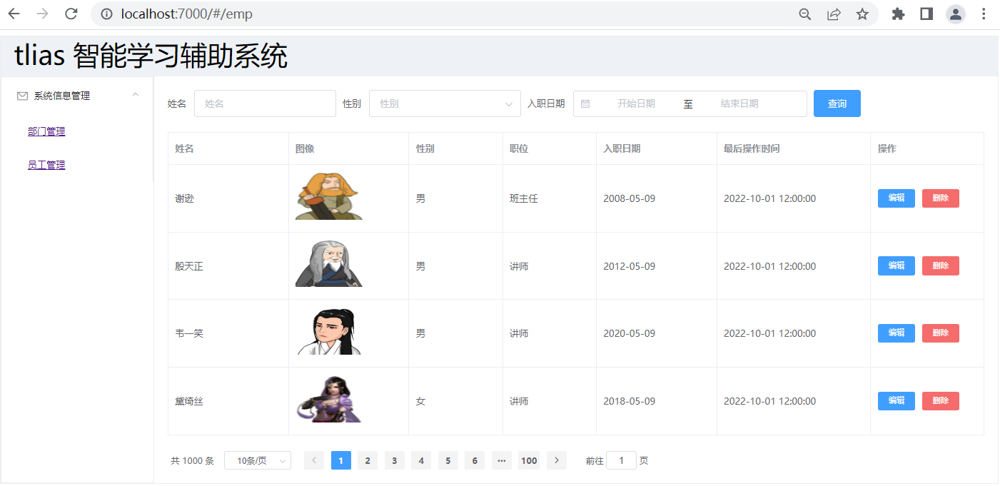 localhost:7000/#/emp
tlias 智能学习辅助系统
系统信息管理
部门管理
员工管理
姓名 姓名 性别 性别 入职日期 开始日期 至 结束日期 查询
姓名 图像 性别 职位 入职日期 最后操作时间 操作
谢逊 男 班主任 2008-05-09 2022-10-01 12:00:00 编辑 删除
殷天正 男 讲师 2012-05-09 2022-10-01 12:00:00 编辑 删除
韦一笑 男 讲师 2020-05-09 2022-10-01 12:00:00 编辑 删除
黛绮丝 女 讲师 2018-05-09 2022-10-01 12:00:00 编辑 删除
共 1000 条 10条/页 1 2 3 4 5 6 ••• 100 前往 1 页